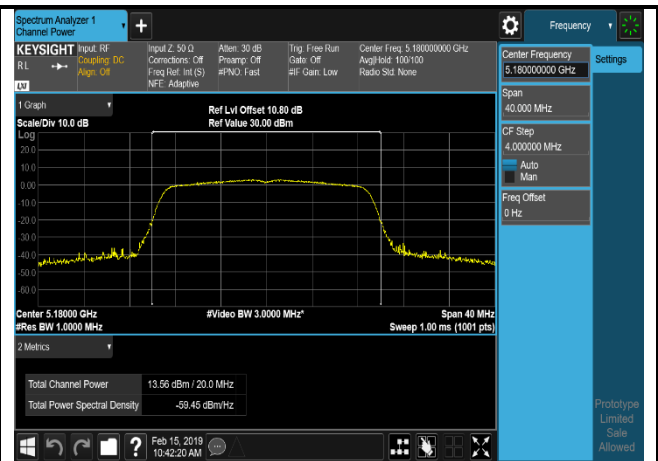 Spectrum Analyzer 1
Channel Power
Frequency
KEYSIGHT
RL
LXI
Input: RF
Coupling: DC
Align: Off
Input Z: 50 Ω
Corrections: Off
Freq Ref: Int (S)
NFE: Adaptive
Atten: 30 dB
Preamp: Off
#PNO: Fast
Trig: Free Run
Gate: Off
#IF Gain: Low
Center Freq: 5.180000000 GHz
Avg|Hold: 100/100
Radio Std: None
Center Frequency
5.180000000 GHz
Settings
Span
40.000 MHz
CF Step
4.000000 MHz
Auto
Man
Freq Offset
0 Hz
1 Graph
Scale/Div 10.0 dB
Ref Lvl Offset 10.80 dB
Ref Value 30.00 dBm
Log
20.0
10.0
0.00
-10.0
-20.0
-30.0
-40.0
-50.0
-60.0
Center 5.18000 GHz
#Video BW 3.0000 MHz*
Span 40 MHz
#Res BW 1.0000 MHz
Sweep 1.00 ms (1001 pts)
2 Metrics
Total Channel Power 13.56 dBm / 20.0 MHz
Total Power Spectral Density -59.45 dBm/Hz
Prototype
Limited
Sale
Allowed
?
Feb 15, 2019
10:42:20 AM